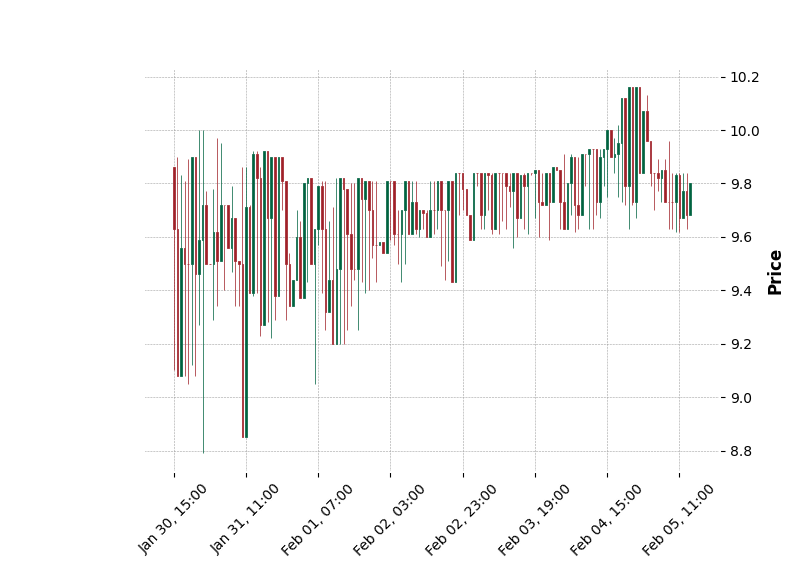 10.2
10.0
9.8
9.6
9.4
9.2
9.0
8.8
Price
Jan 30, 15:00
Jan 31, 11:00
Feb 01, 07:00
Feb 02, 03:00
Feb 02, 23:00
Feb 03, 19:00
Feb 04, 15:00
Feb 05, 11:00